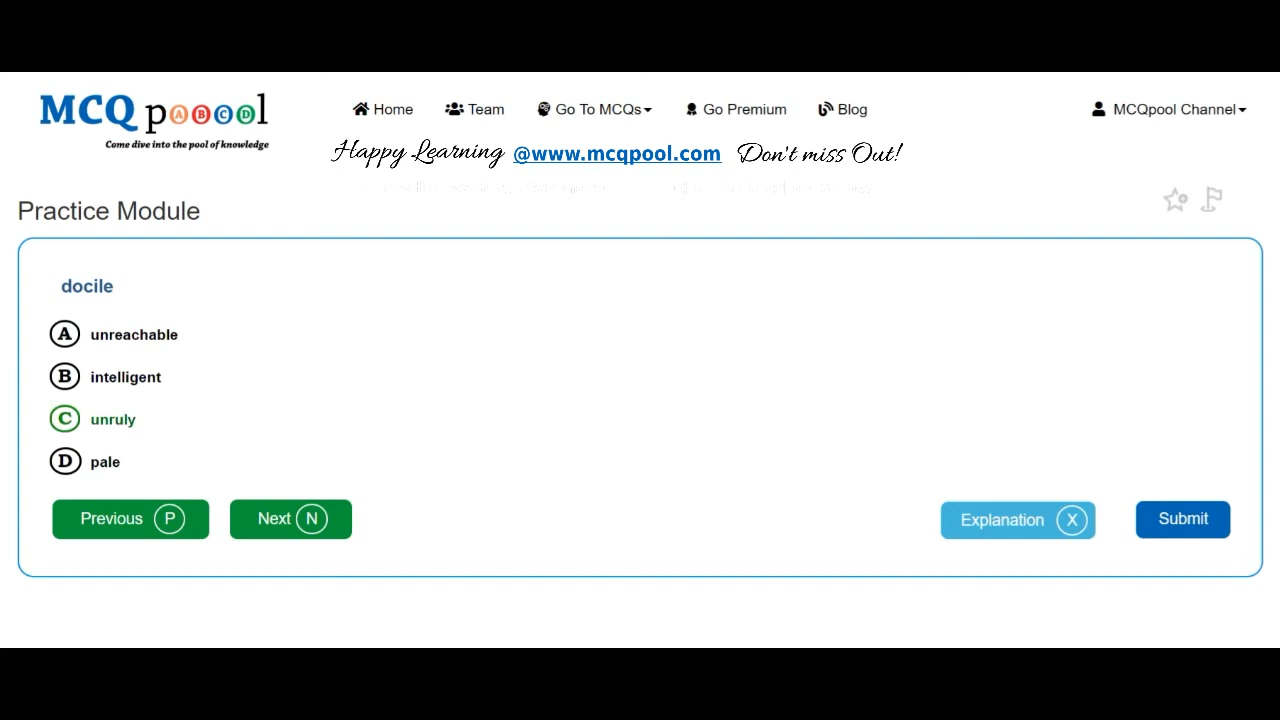 MCQ pABCDl
Come dive into the pool of knowledge
Home Team Go To MCQs Go Premium Blog MCQpool Channel
Happy Learning @www.mcqpool.com Don't miss Out!
Practice Module
docile
A unreachable
B intelligent
C unruly
D pale
Previous P Next N Explanation X Submit